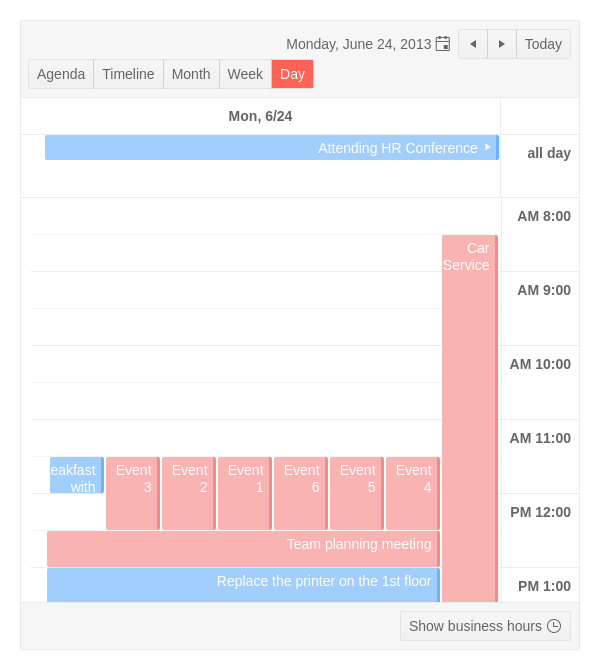 Monday, June 24, 2013
Today
Agenda
Timeline
Month
Week
Day
Mon, 6/24
Attending HR Conference
all day
AM 8:00
Car
Service
AM 9:00
AM 10:00
AM 11:00
eakfast
with
Event
3
Event
2
Event
1
Event
6
Event
5
Event
4
PM 12:00
Team planning meeting
Replace the printer on the 1st floor
PM 1:00
Show business hours